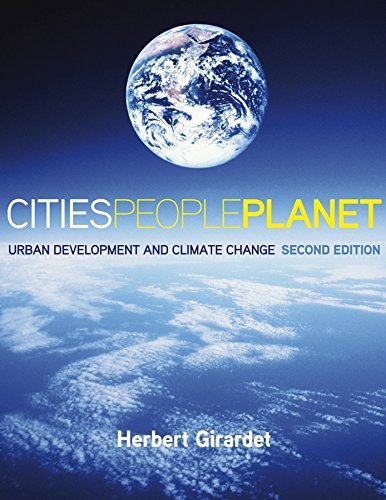 CITIESPEOPLEPLANET
URBAN DEVELOPMENT AND CLIMATE CHANGE SECOND EDITION
Herbert Girardet